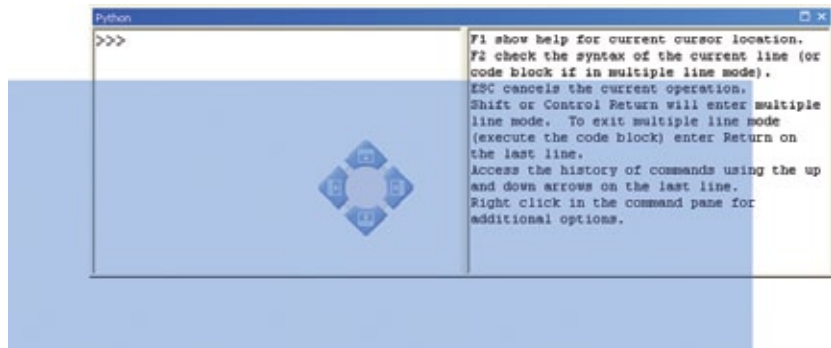 Python
>>>
F1 show help for current cursor location.
F2 check the syntax of the current line (or
code block if in multiple line mode).
ESC cancels the current operation.
Shift or Control Return will enter multiple
line mode. To exit multiple line mode
(execute the code block) enter Return on
the last line.
Access the history of commands using the up
and down arrows on the last line.
Right click in the command pane for
additional options.